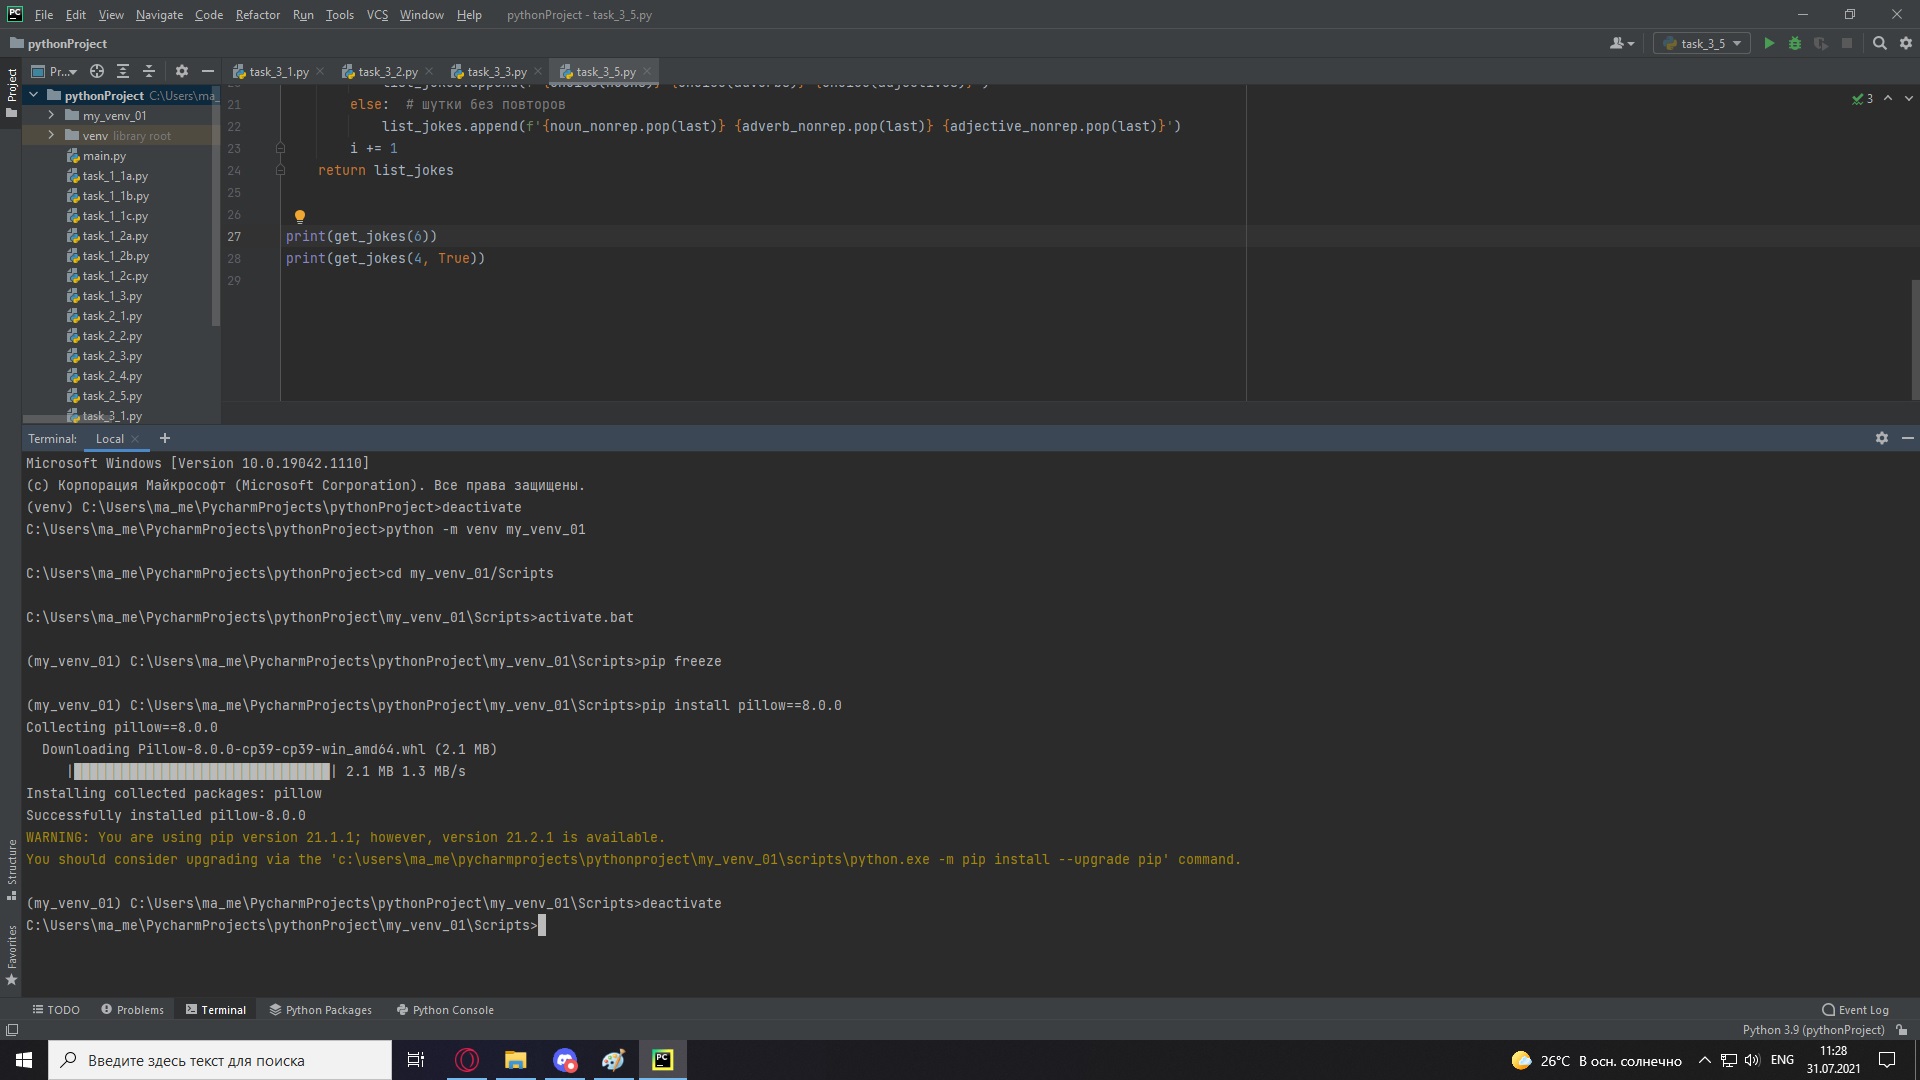 PC File Edit View Navigate Code Refactor Run Tools VCS Window Help pythonProject - task_3_5.py
pythonProject
task_3_5
Project
Pr...
task_3_1.py
task_3_2.py
task_3_3.py
task_3_5.py
pythonProject C:\Users\ma_
my_venv_01
venv library root
main.py
task_1_1a.py
task_1_1b.py
task_1_1c.py
task_1_2a.py
task_1_2b.py
task_1_2c.py
task_1_3.py
task_2_1.py
task_2_2.py
task_2_3.py
task_2_4.py
task_2_5.py
task_3_1.py
21 else: # шутки без повторов
22 list_jokes.append(f'{noun_nonrep.pop(last)} {adverb_nonrep.pop(last)} {adjective_nonrep.pop(last)}')
23 i += 1
24 return list_jokes
25
26
27 print(get_jokes(6))
28 print(get_jokes(4, True))
29
3
Terminal: Local +
Microsoft Windows [Version 10.0.19042.1110]
(c) Корпорация Майкрософт (Microsoft Corporation). Все права защищены.
(venv) C:\Users\ma_me\PycharmProjects\pythonProject>deactivate
C:\Users\ma_me\PycharmProjects\pythonProject>python -m venv my_venv_01
C:\Users\ma_me\PycharmProjects\pythonProject>cd my_venv_01/Scripts
C:\Users\ma_me\PycharmProjects\pythonProject\my_venv_01\Scripts>activate.bat
(my_venv_01) C:\Users\ma_me\PycharmProjects\pythonProject\my_venv_01\Scripts>pip freeze
(my_venv_01) C:\Users\ma_me\PycharmProjects\pythonProject\my_venv_01\Scripts>pip install pillow==8.0.0
Collecting pillow==8.0.0
Downloading Pillow-8.0.0-cp39-cp39-win_amd64.whl (2.1 MB)
|████████████████████████████████| 2.1 MB 1.3 MB/s
Installing collected packages: pillow
Successfully installed pillow-8.0.0
WARNING: You are using pip version 21.1.1; however, version 21.2.1 is available.
You should consider upgrading via the 'c:\users\ma_me\pycharmprojects\pythonproject\my_venv_01\scripts\python.exe -m pip install --upgrade pip' command.
(my_venv_01) C:\Users\ma_me\PycharmProjects\pythonProject\my_venv_01\Scripts>deactivate
C:\Users\ma_me\PycharmProjects\pythonProject\my_venv_01\Scripts>
Structure
Favorites
TODO Problems Terminal Python Packages Python Console Event Log
Python 3.9 (pythonProject)
Введите здесь текст для поиска
PC
26°C В осн. солнечно ENG
11:28
31.07.2021